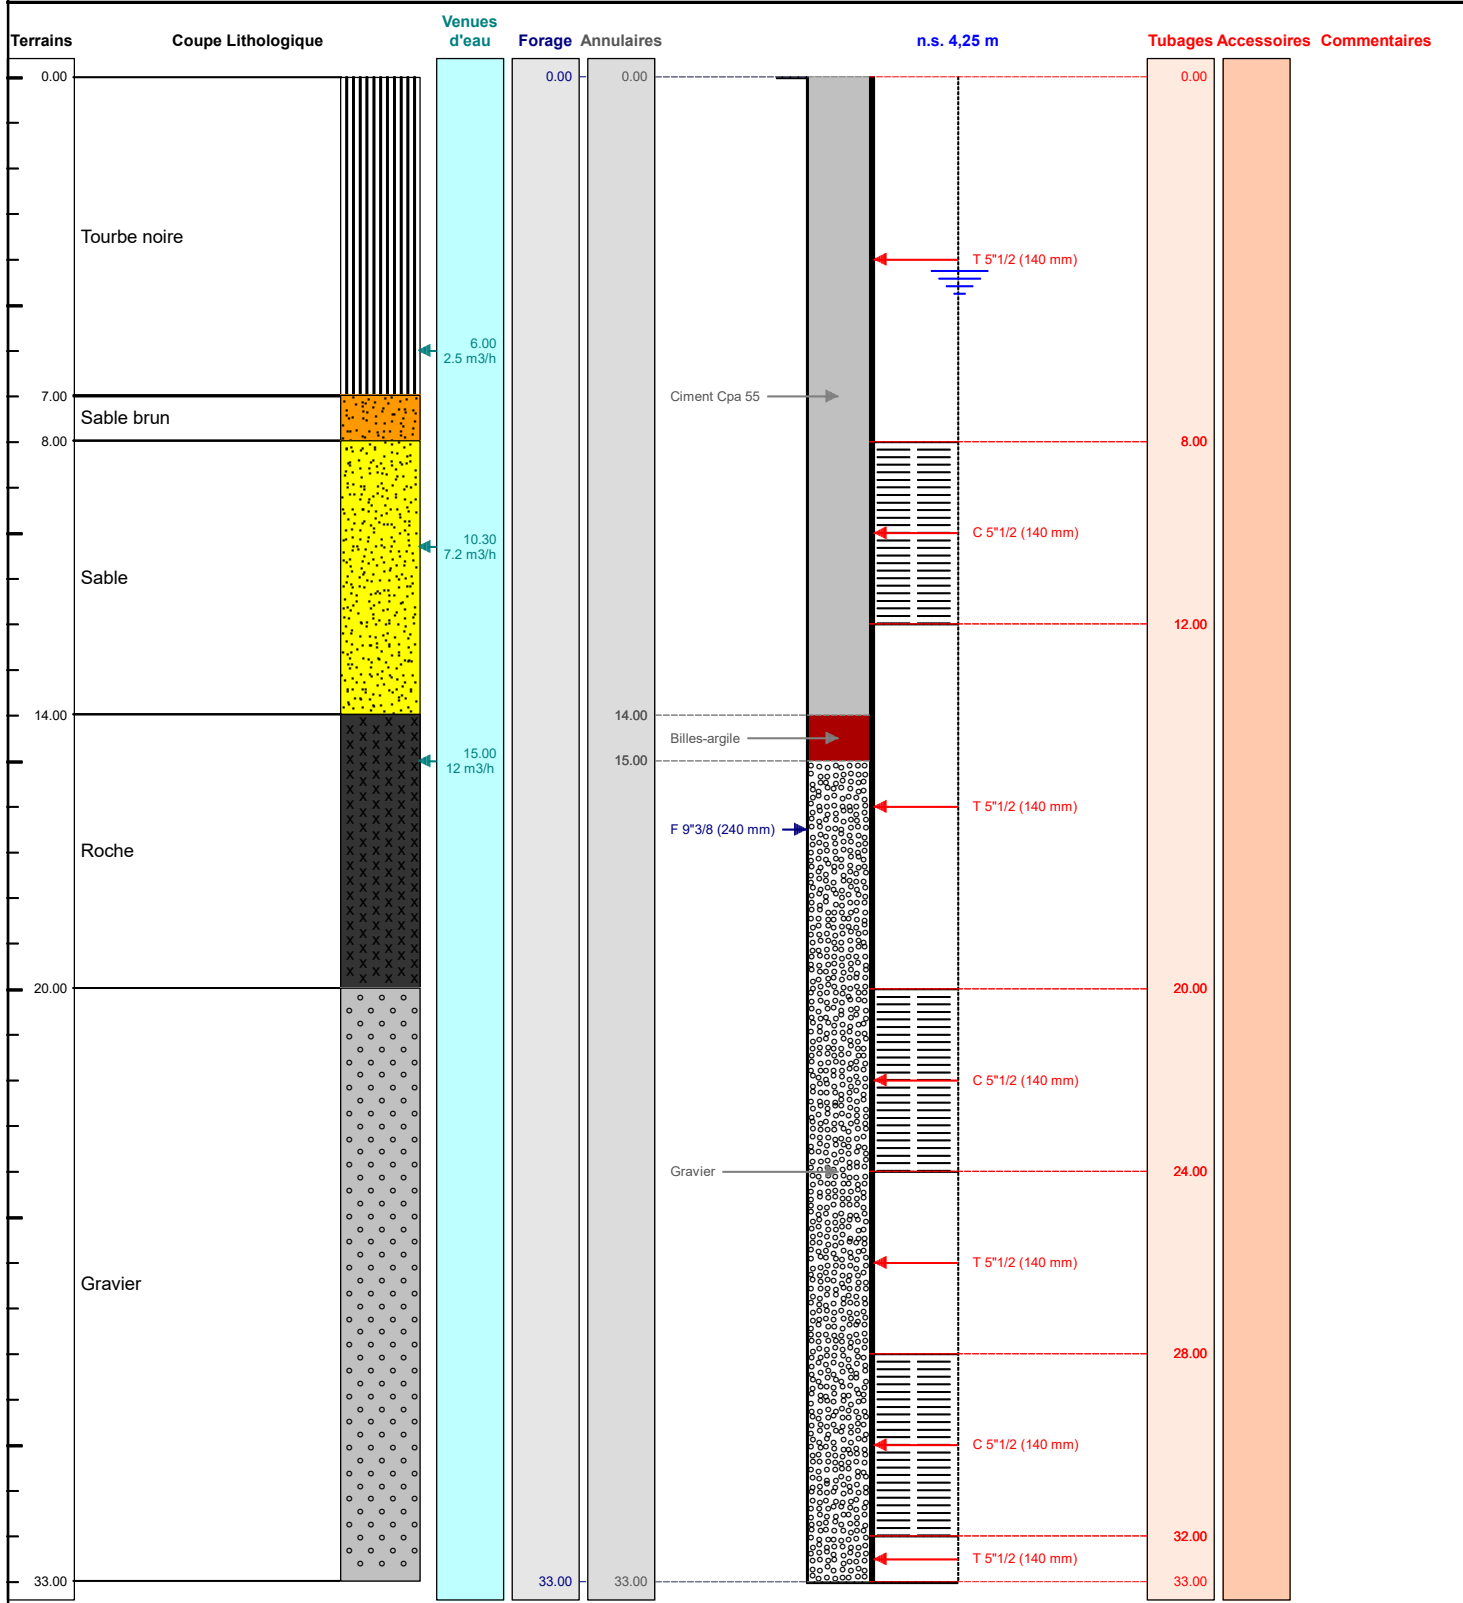 Venues
Terrains Coupe Lithologique d'eau Forage Annulaires n.s. 4,25 m Tubages Accessoires Commentaires
0.00 0.00 0.00 0.00
Tourbe noire
T 5"1/2 (140 mm)
6.00
2.5 m3/h
7.00 Ciment Cpa 55
Sable brun
8.00 8.00
10.30
7.2 m3/h
C 5"1/2 (140 mm)
Sable
12.00
14.00 14.00
Billes-argile
15.00
12 m3/h
15.00
T 5"1/2 (140 mm)
F 9"3/8 (240 mm)
Roche
20.00 20.00
C 5"1/2 (140 mm)
Gravier 24.00
T 5"1/2 (140 mm)
Gravier
28.00
C 5"1/2 (140 mm)
32.00
T 5"1/2 (140 mm)
33.00 33.00 33.00 33.00